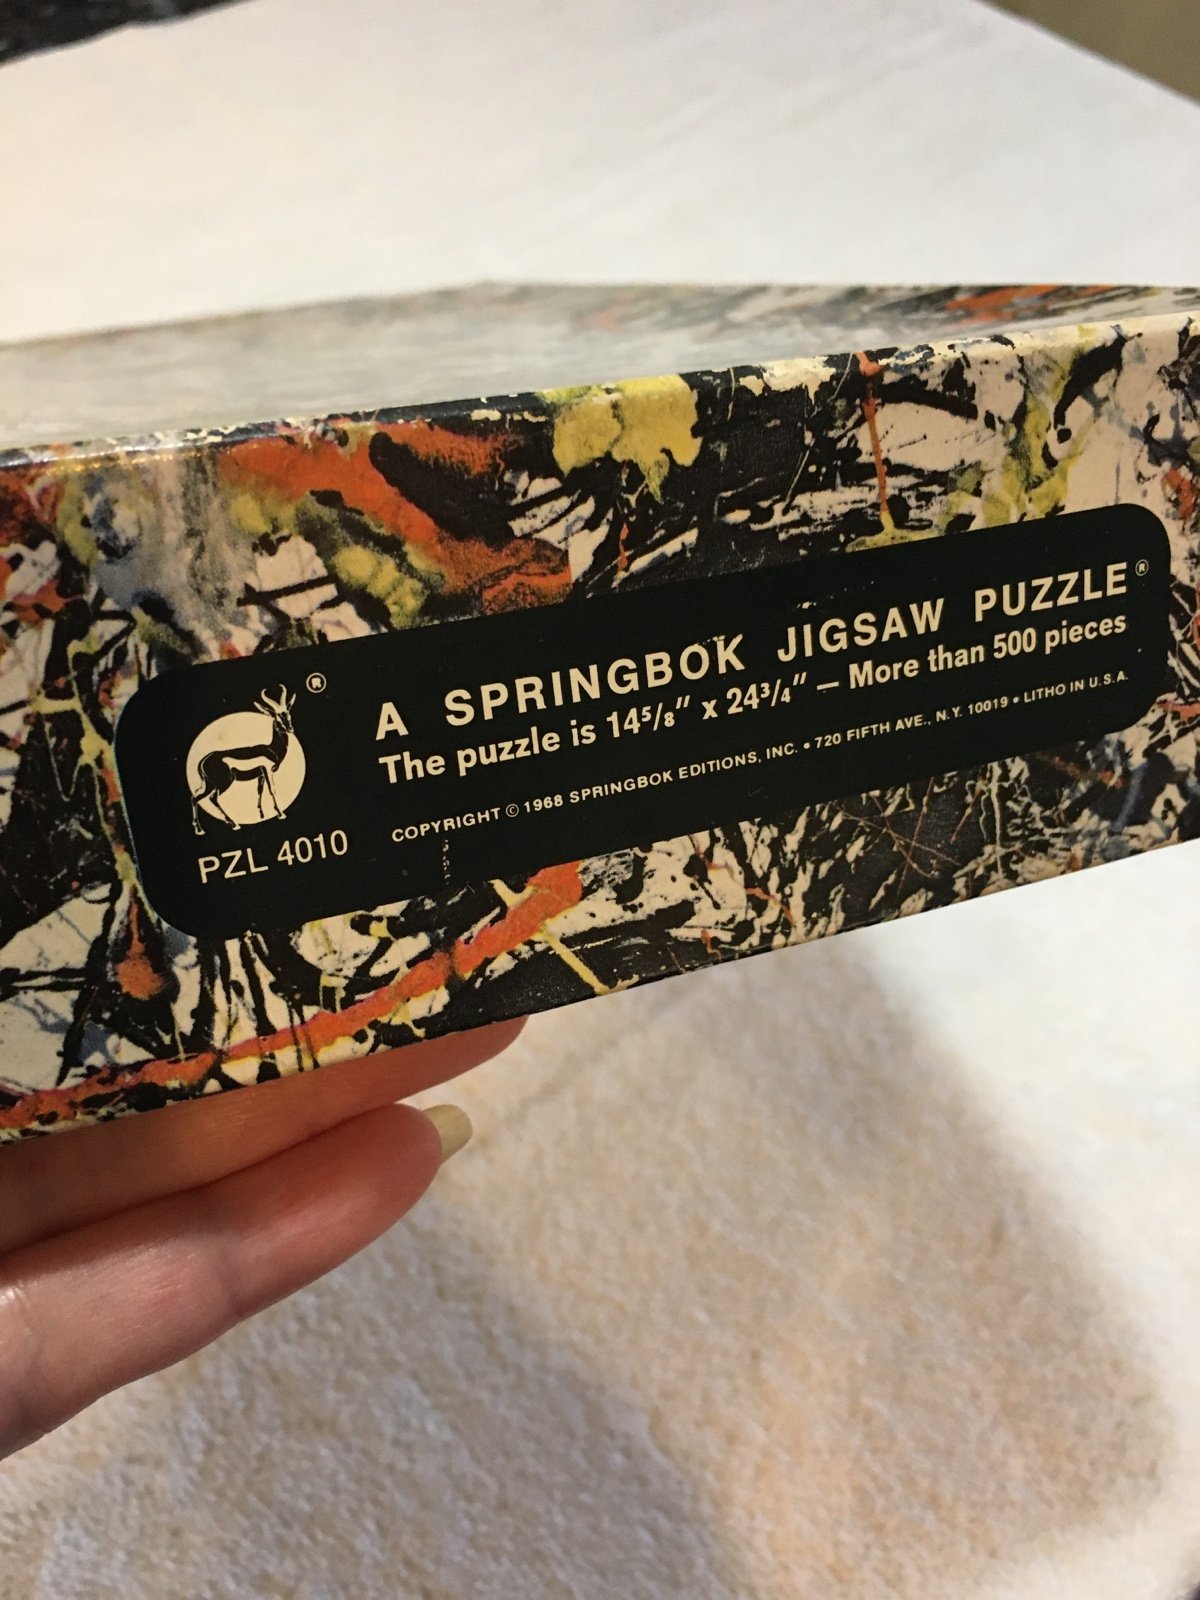 A SPRINGBOK JIGSAW PUZZLE®
The puzzle is 14⅝" x 24¾" — More than 500 pieces
COPYRIGHT © 1968 SPRINGBOK EDITIONS, INC. • 720 FIFTH AVE., N.Y. 10019 • LITHO IN U.S.A.
®
PZL 4010